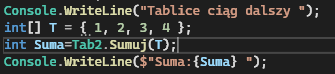 Console.WriteLine("Tablice ciąg dalszy ");
int[] T = { 1, 2, 3, 4 };
int Suma=Tab2.Sumuj(T);
Console.WriteLine($"Suma:{Suma} ");